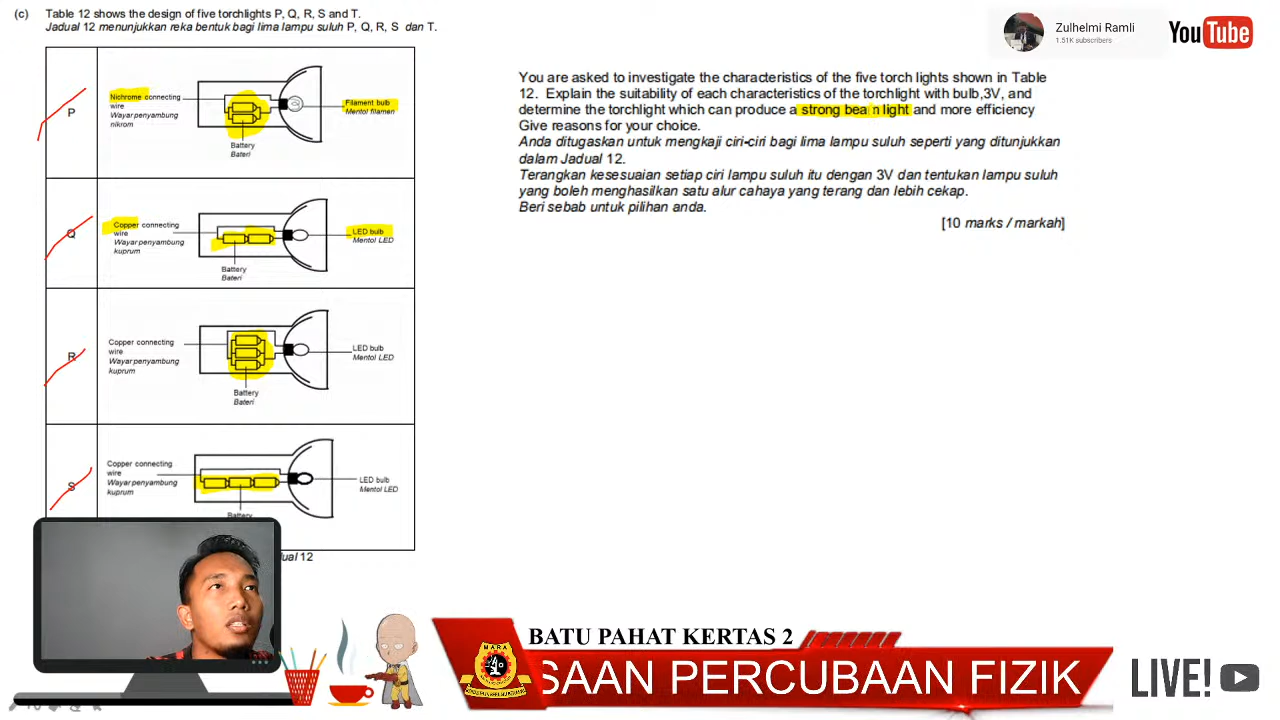 (c) Table 12 shows the design of five torchlights P, Q, R, S and T.
Jadual 12 menunjukkan reka bentuk bagi lima lampu suluh P, Q, R, S dan T.
P
Nichrome connecting
wire
Wayar penyambung
nikrom
Filament bulb
Mentol filamen
Battery
Bateri
Q
Copper connecting
wire
Wayar penyambung
kuprum
LED bulb
Mentol LED
Battery
Bateri
R
Copper connecting
wire
Wayar penyambung
kuprum
LED bulb
Mentol LED
Battery
Bateri
S
Copper connecting
wire
Wayar penyambung
kuprum
LED bulb
Mentol LED
12
You are asked to investigate the characteristics of the five torch lights shown in Table
12. Explain the suitability of each characteristics of the torchlight with bulb,3V, and
determine the torchlight which can produce a strong beam light and more efficiency
Give reasons for your choice.
Anda ditugaskan untuk mengkaji ciri-ciri bagi lima lampu suluh seperti yang ditunjukkan
dalam Jadual 12.
Terangkan kesesuaian setiap ciri lampu suluh itu dengan 3V dan tentukan lampu suluh
yang boleh menghasilkan satu alur cahaya yang terang dan lebih cekap.
Beri sebab untuk pilihan anda.
[10 marks / markah]
Zulhelmi Ramli
1.51K subscribers
YouTube
BATU PAHAT KERTAS 2
SAAN PERCUBAAN FIZIK
MARA
LIVE!